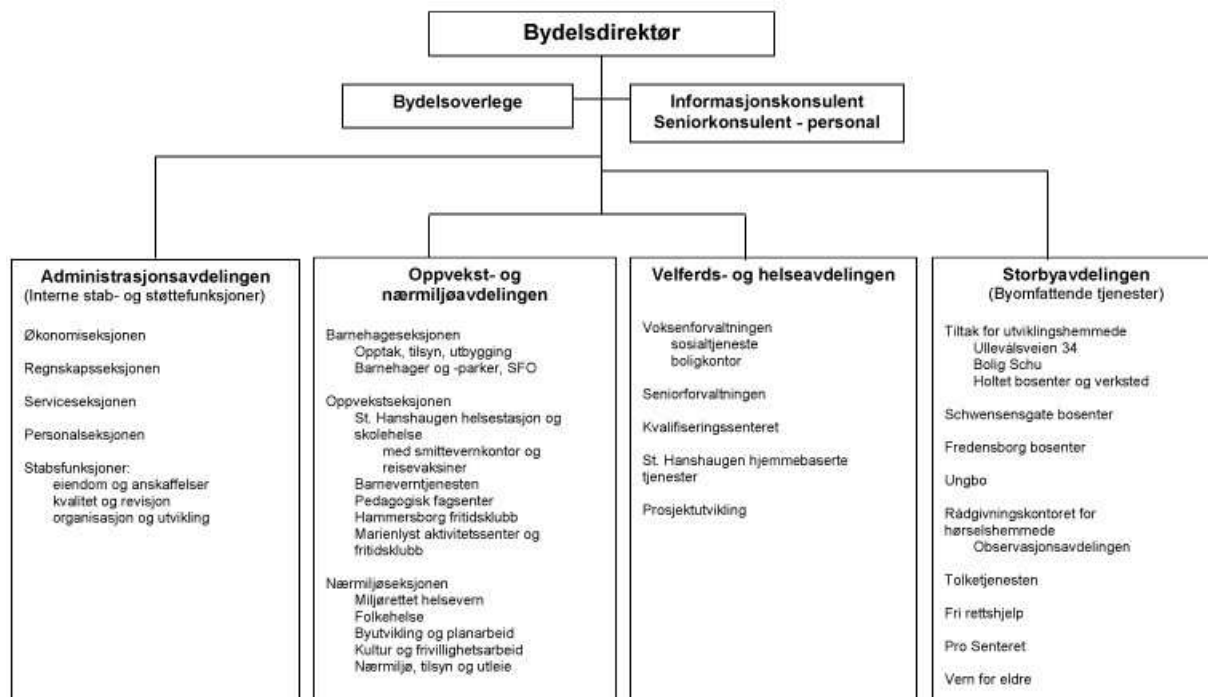 Bydelsdirektør
Bydelsoverlege
Informasjonskonsulent
Seniorkonsulent - personal
Administrasjonsavdelingen
(Interne stab- og støttefunksjoner)
Økonomiseksjonen
Regnskapsseksjonen
Serviceseksjonen
Personalseksjonen
Stabsfunksjoner:
eiendom og anskaffelser
kvalitet og revisjon
organisasjon og utvikling
Oppvekst- og
nærmiljøavdelingen
Barnehageseksjonen
Opptak, tilsyn, utbygging
Barnehager og -parker, SFO
Oppvekstseksjonen
St. Hanshaugen helsestasjon og
skolehelse
med smittevernkontor og
reisevaksiner
Barneverntjenesten
Pedagogisk fagsenter
Hammersborg fritidsklubb
Marienlyst aktivitetssenter og
fritidsklubb
Nærmiljøseksjonen
Miljørettet helsevern
Folkehelse
Byutvikling og planarbeid
Kultur og frivillighetsarbeid
Nærmiljø, tilsyn og utleie
Velferds- og helseavdelingen
Voksenforvaltningen
sosialtjeneste
boligkontor
Seniorforvaltningen
Kvalifiseringssenteret
St. Hanshaugen hjemmebaserte
tjenester
Prosjektutvikling
Storbyavdelingen
(Byomfattende tjenester)
Tiltak for utviklingshemmede
Ullevålsveien 34
Bolig Schu
Holtet bosenter og verksted
Schwensensgate bosenter
Fredensborg bosenter
Ungbo
Rådgivningskontoret for
hørselshemmede
Observasjonsavdelingen
Tolketjenesten
Fri rettshjelp
Pro Senteret
Vern for eldre